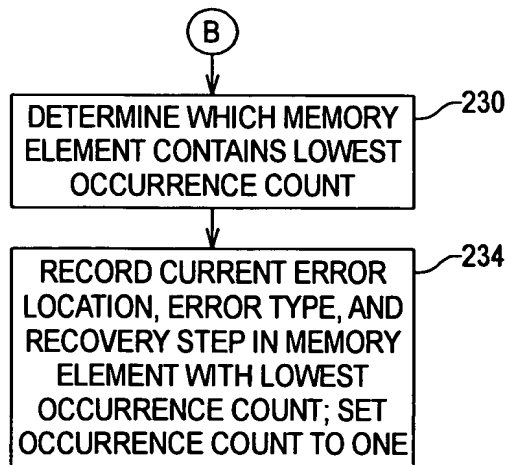 B
230
DETERMINE WHICH MEMORY
ELEMENT CONTAINS LOWEST
OCCURRENCE COUNT
234
RECORD CURRENT ERROR
LOCATION, ERROR TYPE, AND
RECOVERY STEP IN MEMORY
ELEMENT WITH LOWEST
OCCURRENCE COUNT; SET
OCCURRENCE COUNT TO ONE